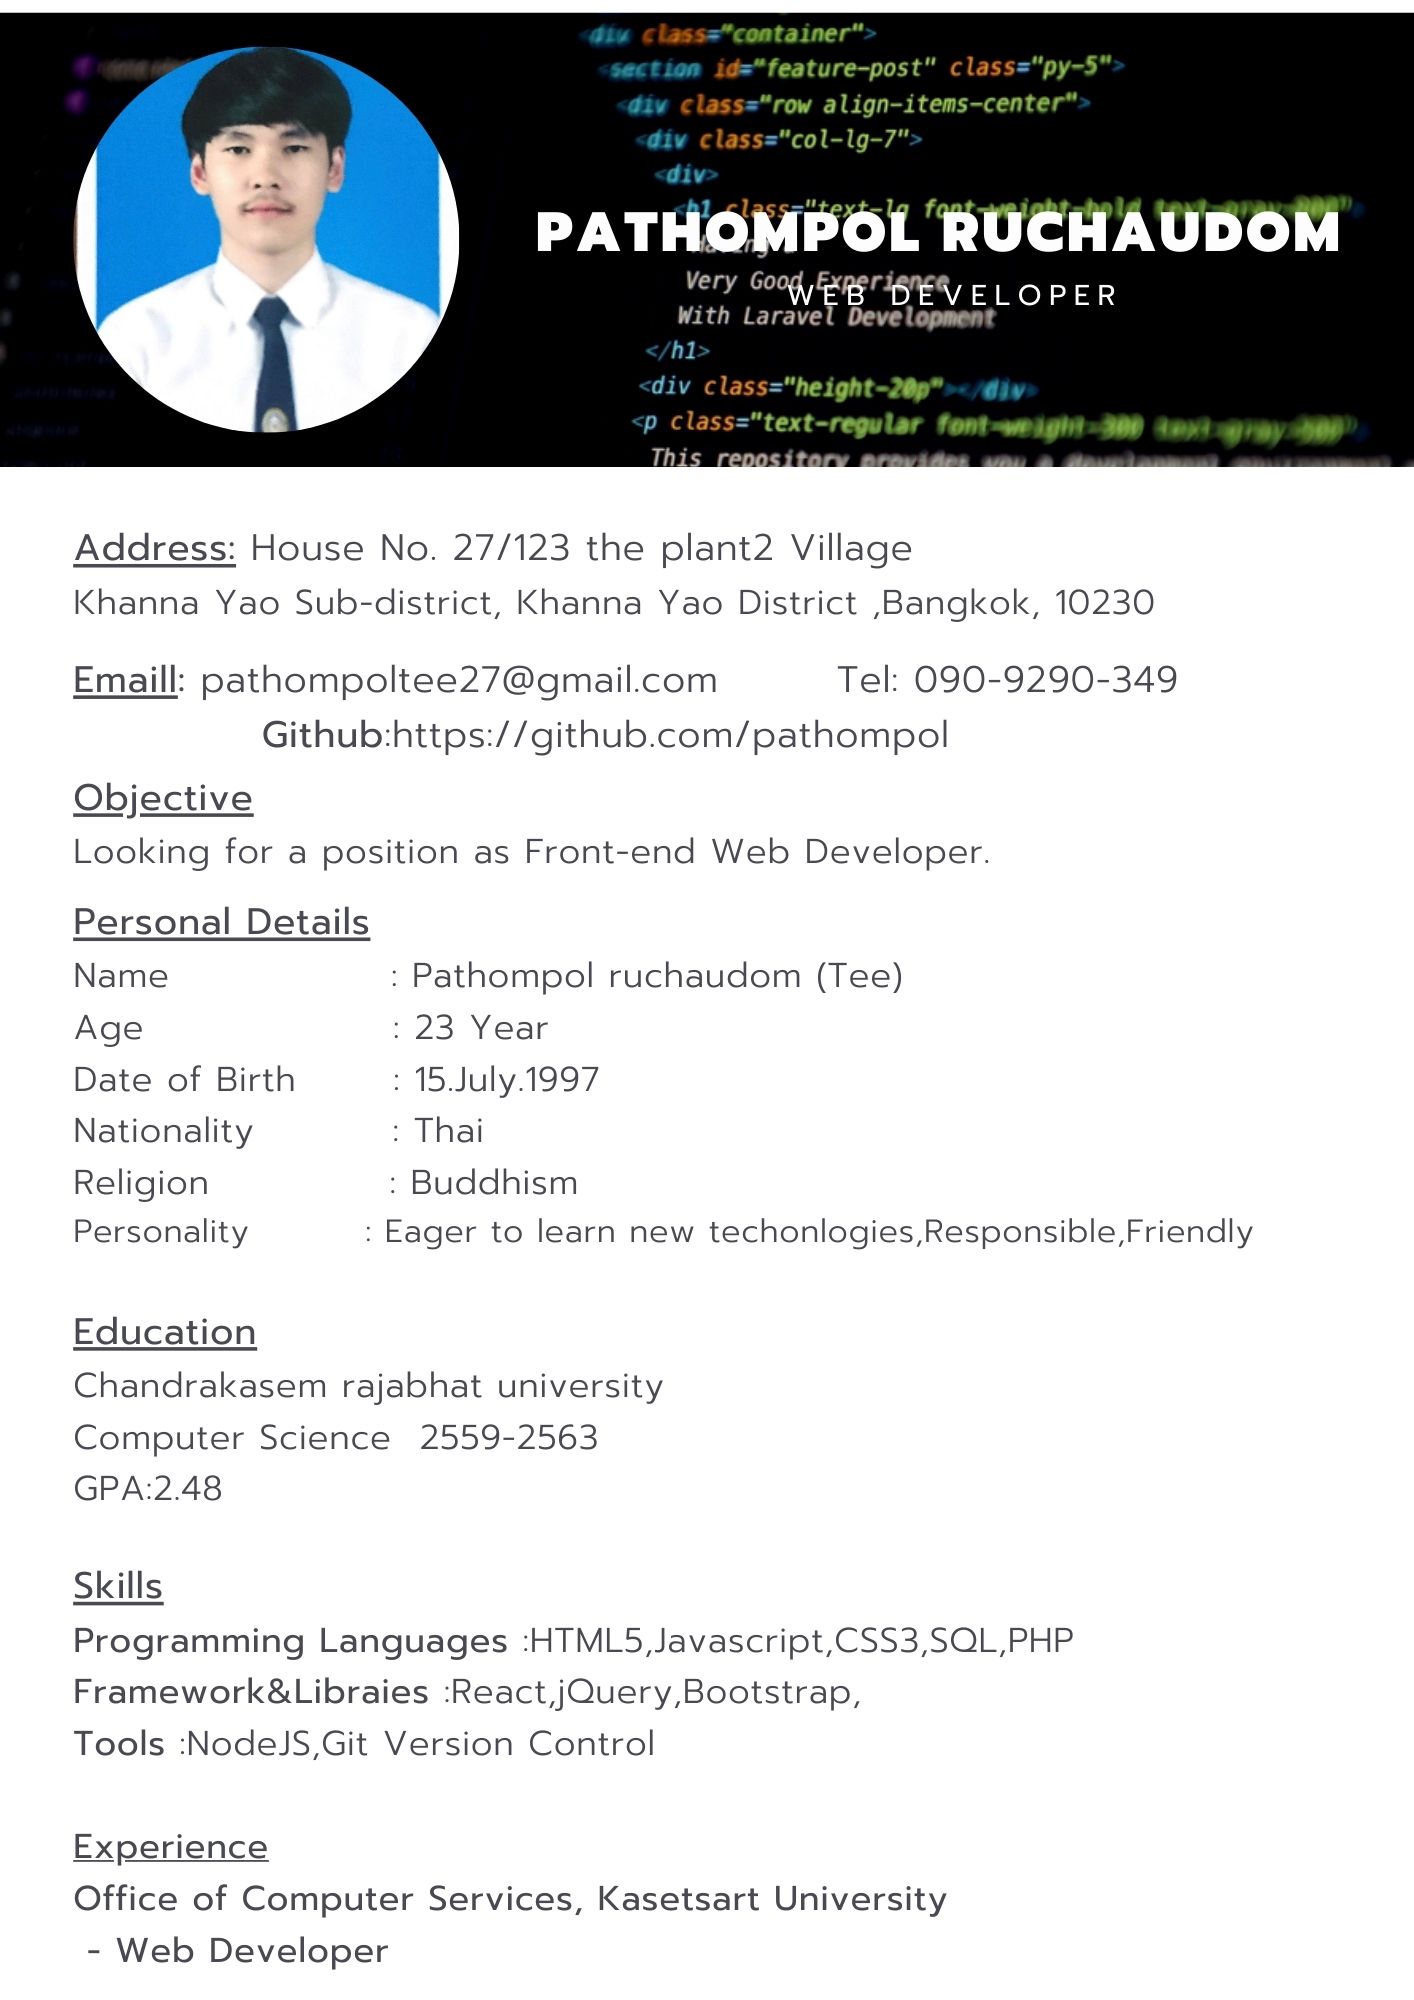 <div class="container">
<section id="feature-post" class="py-5">
<div class="row align-items-center">
<div class="col-lg-7">
<div>
<h1 class="text-lg font-weight-bold
PATHOMPOL RUCHAUDOM
Very Good Experience
WEB DEVELOPER
With Laravel Development
</h1>
<div class="height-20p"></div>
<p class="text-regular font-weight-300 text-gray-500"
This repository provides you a development environment
Address: House No. 27/123 the plant2 Village
Khanna Yao Sub-district, Khanna Yao District ,Bangkok, 10230
Emaill: pathompoltee27@gmail.com Tel: 090-9290-349
Github:https://github.com/pathompol
Objective
Looking for a position as Front-end Web Developer.
Personal Details
Name : Pathompol ruchaudom (Tee)
Age : 23 Year
Date of Birth : 15.July.1997
Nationality : Thai
Religion : Buddhism
Personality : Eager to learn new techonlogies,Responsible,Friendly
Education
Chandrakasem rajabhat university
Computer Science 2559-2563
GPA:2.48
Skills
Programming Languages :HTML5,Javascript,CSS3,SQL,PHP
Framework&Libraies :React,jQuery,Bootstrap,
Tools :NodeJS,Git Version Control
Experience
Office of Computer Services, Kasetsart University
- Web Developer